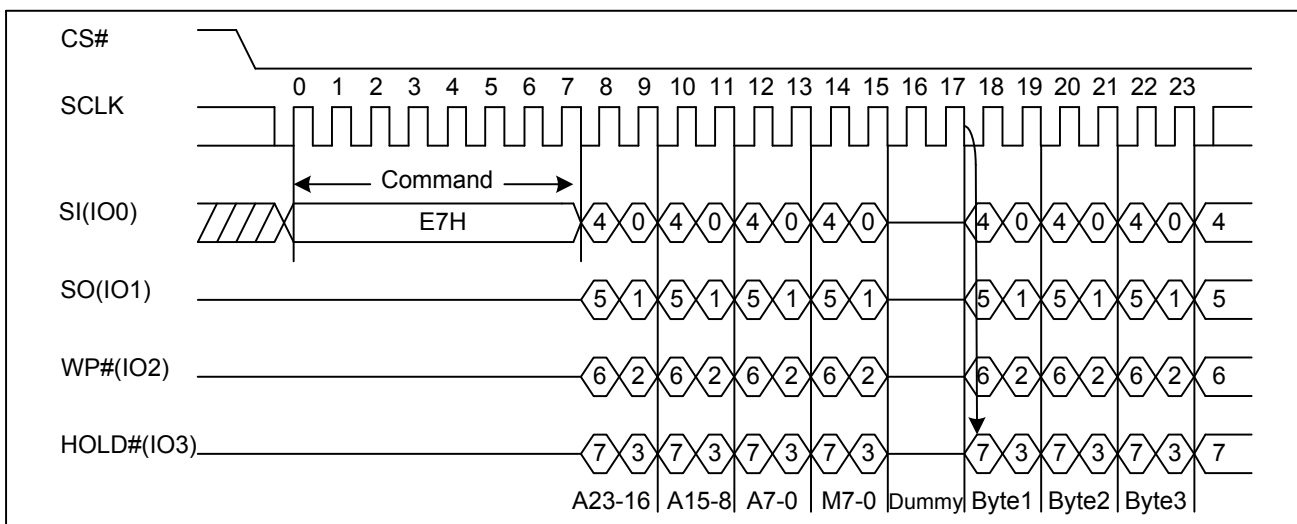 CS#
0 1 2 3 4 5 6 7 8 9 10 11 12 13 14 15 16 17 18 19 20 21 22 23
SCLK
Command
SI(IO0) E7H 4 0 4 0 4 0 4 0 4 0 4 0 4 0 4
SO(IO1) 5 1 5 1 5 1 5 1 5 1 5 1 5 1 5
WP#(IO2) 6 2 6 2 6 2 6 2 6 2 6 2 6 2 6
HOLD#(IO3) 7 3 7 3 7 3 7 3 7 3 7 3 7 3 7
A23-16 A15-8 A7-0 M7-0 Dummy Byte1 Byte2 Byte3